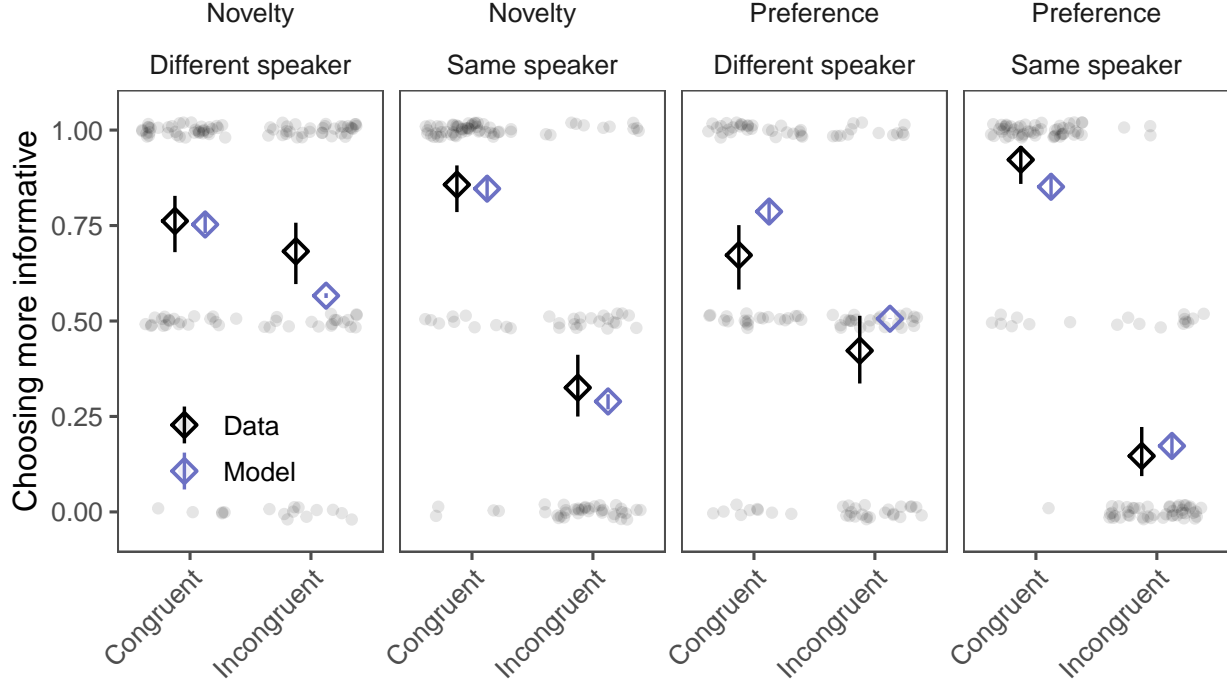 Novelty
Novelty
Preference
Preference
Different speaker
Same speaker
Different speaker
Same speaker
Choosing more informative
1.00
0.75
0.50
0.25
0.00
Data
Model
Congruent
Incongruent
Congruent
Incongruent
Congruent
Incongruent
Congruent
Incongruent